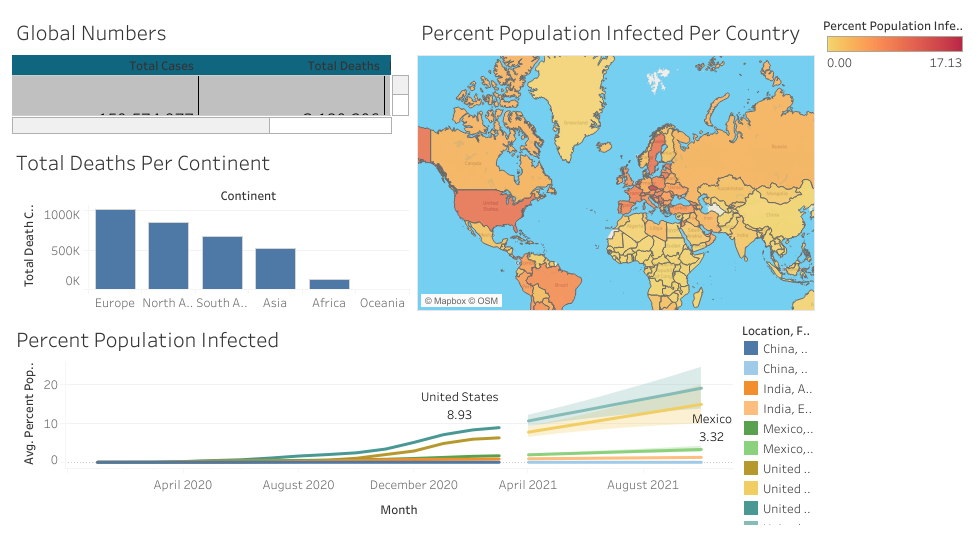 Global Numbers
Total Cases Total Deaths
Percent Population Infected Per Country
Percent Population Infe..
0.00 17.13
© Mapbox © OSM
Total Deaths Per Continent
Continent
Total Death C..
1000K
500K
0K
Europe North A.. South A.. Asia Africa Oceania
Percent Population Infected
Avg. Percent Pop..
20
10
0
United States
8.93
Mexico
3.32
April 2020 August 2020 December 2020 April 2021 August 2021
Month
Location, F..
China, ..
China, ..
India, A..
India, E..
Mexico,..
Mexico,..
United ..
United ..
United ..